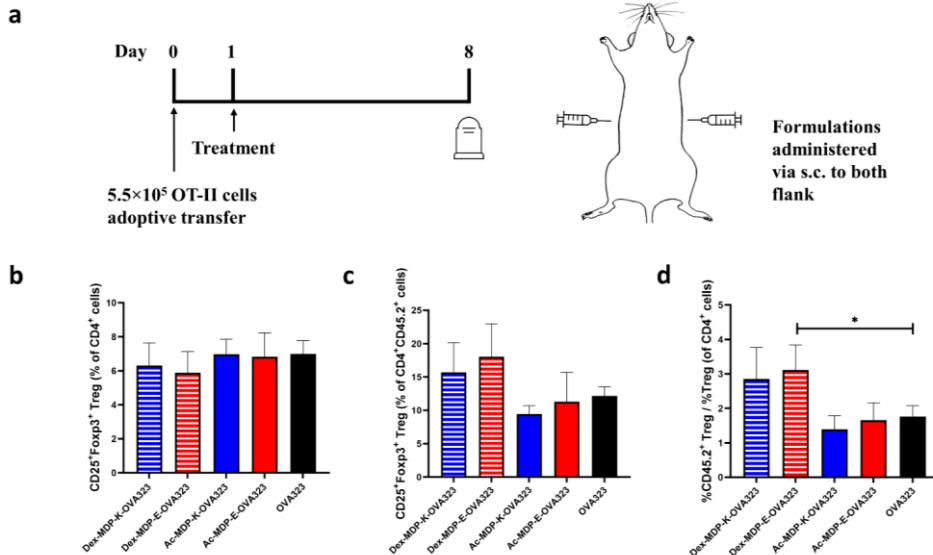 a
Day 0 1 8
Treatment
5.5×10⁵ OT-II cells
adoptive transfer
Formulations
administered
via s.c. to both
flank
b
CD25⁺Foxp3⁺ Treg (% of CD4⁺ cells)
10
8
6
4
2
0
Dex-MDP-K-OVA323
Dex-MDP-E-OVA323
Ac-MDP-K-OVA323
Ac-MDP-E-OVA323
OVA323
c
CD25⁺Foxp3⁺ Treg (% of CD4⁺CD45.2⁺ cells)
25
20
15
10
5
0
Dex-MDP-K-OVA323
Dex-MDP-E-OVA323
Ac-MDP-K-OVA323
Ac-MDP-E-OVA323
OVA323
d
%CD45.2⁺ Treg / %Treg (of CD4⁺ cells)
5
4
3
2
1
0
*
Dex-MDP-K-OVA323
Dex-MDP-E-OVA323
Ac-MDP-K-OVA323
Ac-MDP-E-OVA323
OVA323